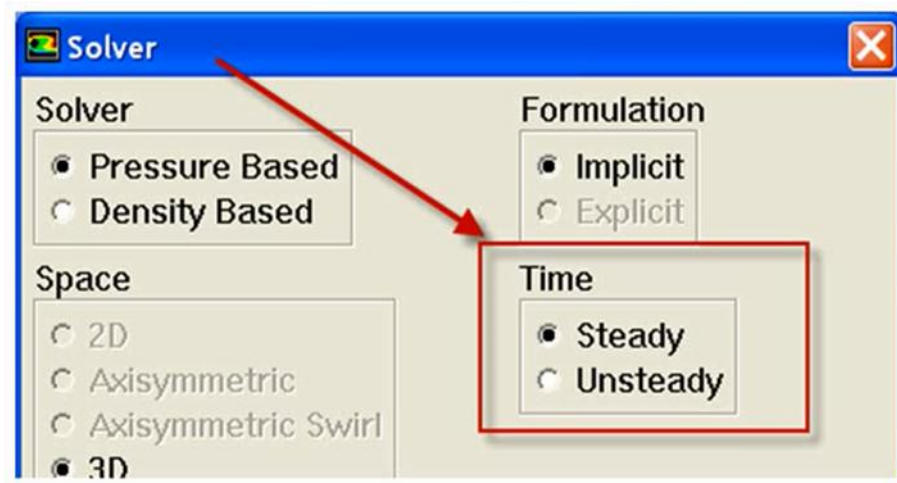 Solver
Solver
Pressure Based
Density Based
Formulation
Implicit
Explicit
Space
2D
Axisymmetric
Axisymmetric Swirl
3D
Time
Steady
Unsteady